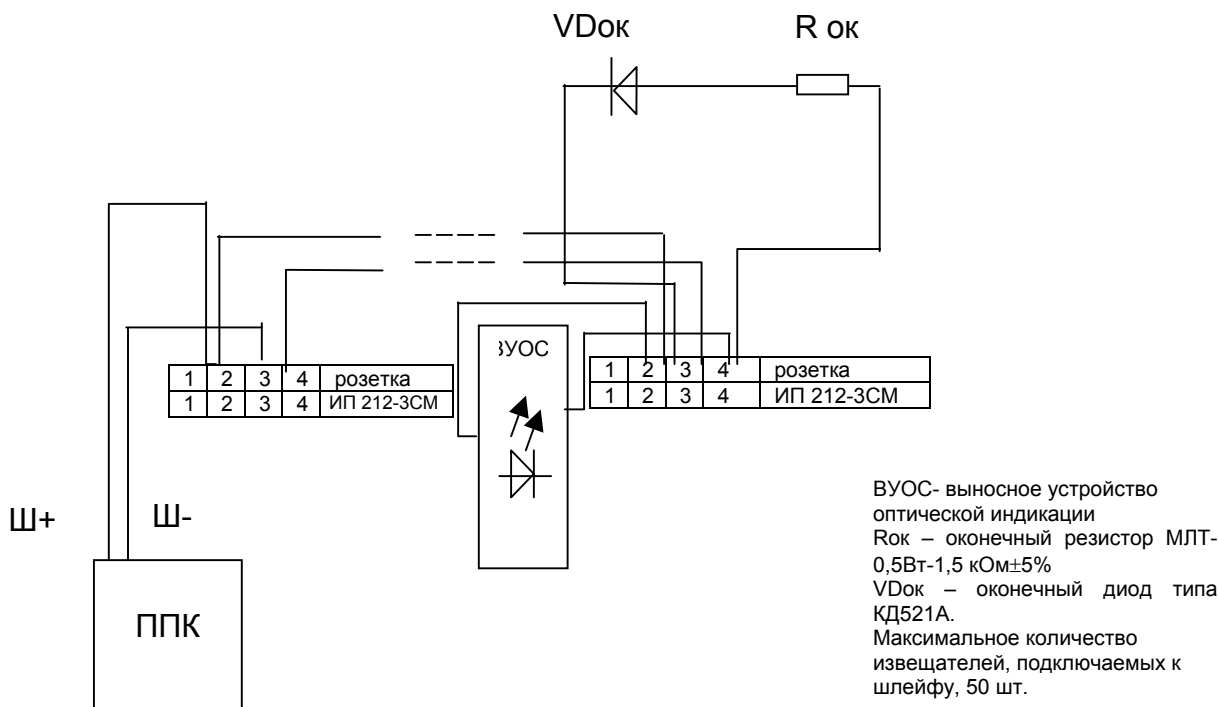 VDок
R ок
1 2 3 4 розетка
1 2 3 4 ИП 212-3СМ
ВУОС
1 2 3 4 розетка
1 2 3 4 ИП 212-3СМ
Ш+
Ш-
ППК
ВУОС- выносное устройство
оптической индикации
Rок – оконечный резистор МЛТ-
0,5Вт-1,5 кОм±5%
VDок – оконечный диод типа
КД521А.
Максимальное количество
извещателей, подключаемых к
шлейфу, 50 шт.